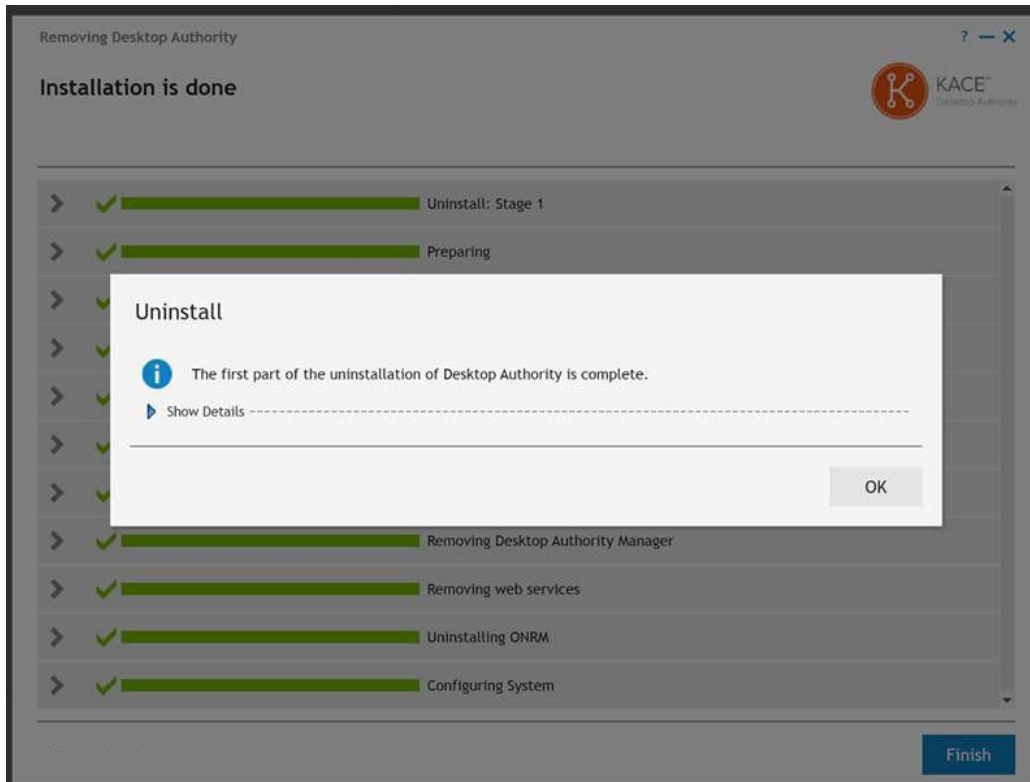 Removing Desktop Authority
? — ✕
Installation is done
KACE
Desktop Authority
Uninstall: Stage 1
Preparing
Uninstall
i
The first part of the uninstallation of Desktop Authority is complete.
Show Details
OK
Removing Desktop Authority Manager
Removing web services
Uninstalling ONRM
Configuring System
Finish